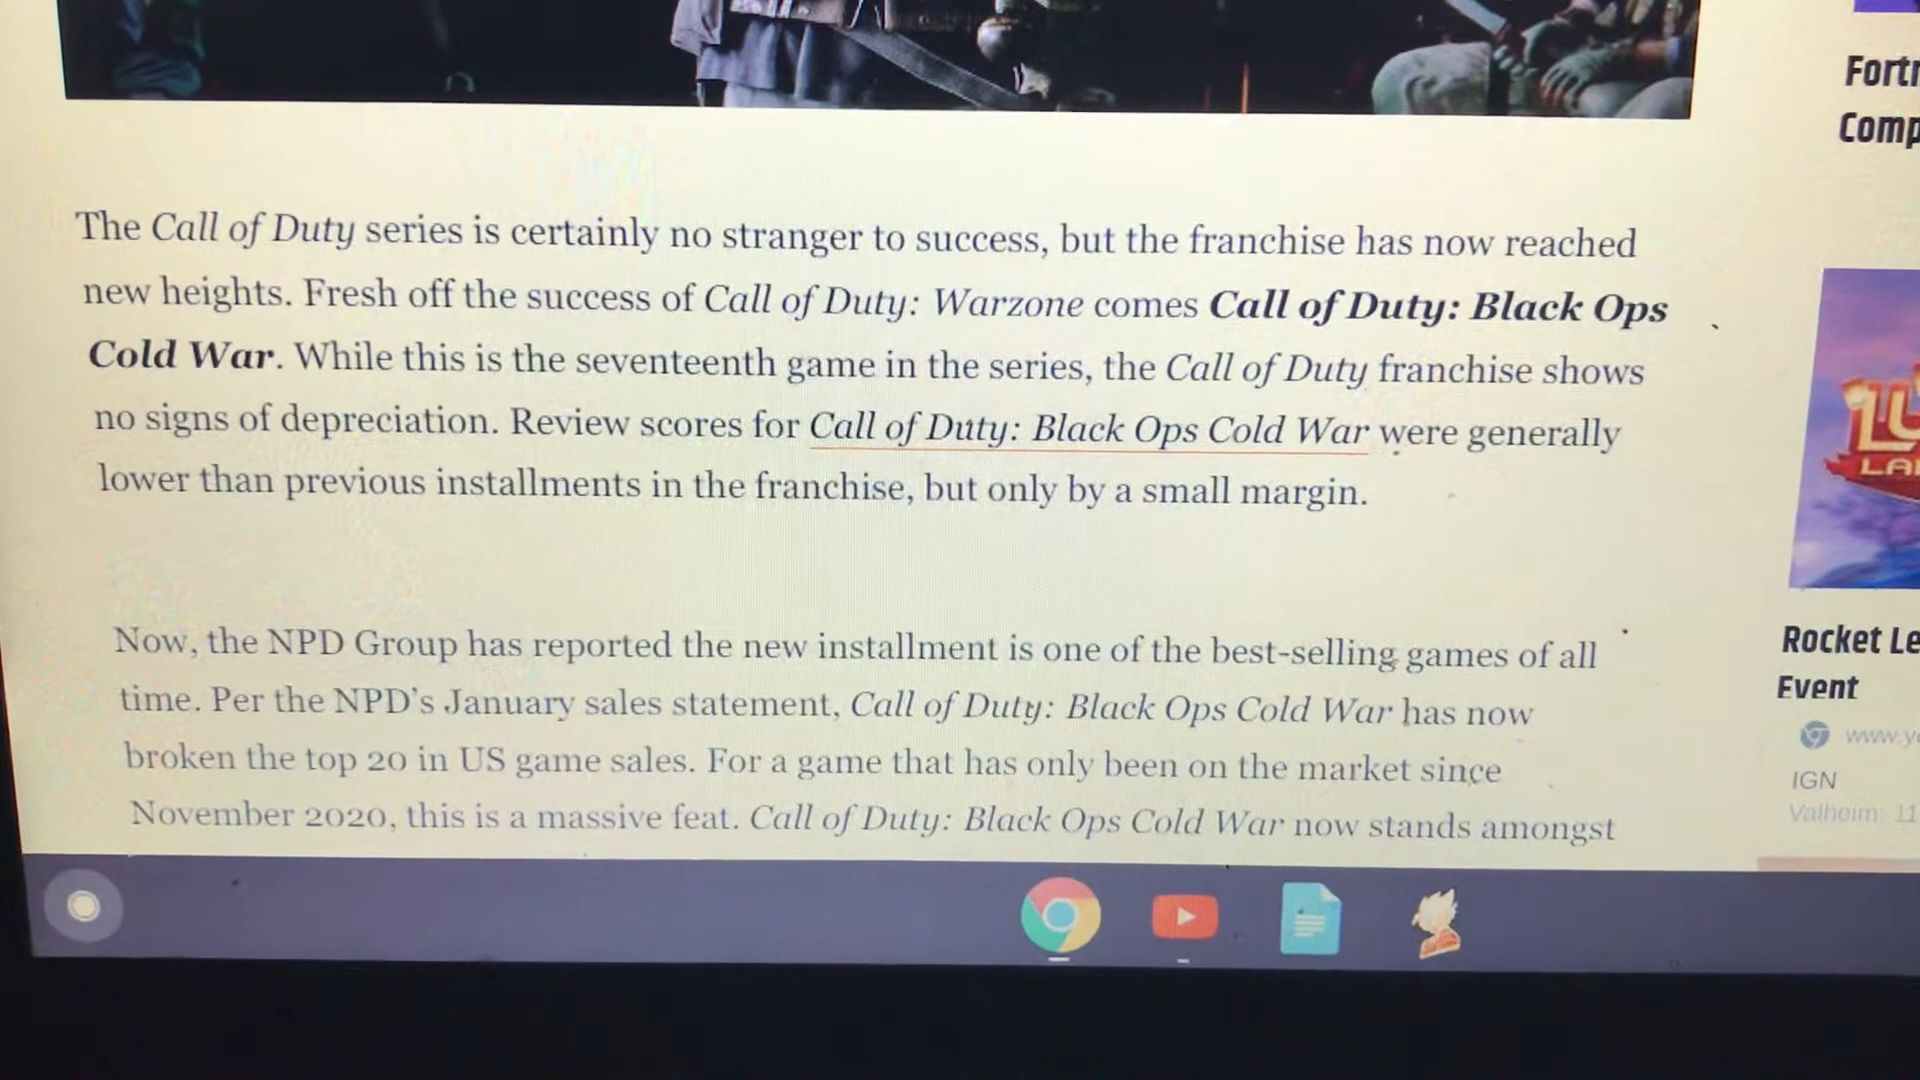 The Call of Duty series is certainly no stranger to success, but the franchise has now reached
new heights. Fresh off the success of Call of Duty: Warzone comes Call of Duty: Black Ops
Cold War. While this is the seventeenth game in the series, the Call of Duty franchise shows
no signs of depreciation. Review scores for Call of Duty: Black Ops Cold War were generally
lower than previous installments in the franchise, but only by a small margin.
Now, the NPD Group has reported the new installment is one of the best-selling games of all
time. Per the NPD's January sales statement, Call of Duty: Black Ops Cold War has now
broken the top 20 in US game sales. For a game that has only been on the market since
November 2020, this is a massive feat. Call of Duty: Black Ops Cold War now stands amongst
Fortn
Comp
LU
LA
Rocket Le
Event
www.y
IGN
Valheim: 11